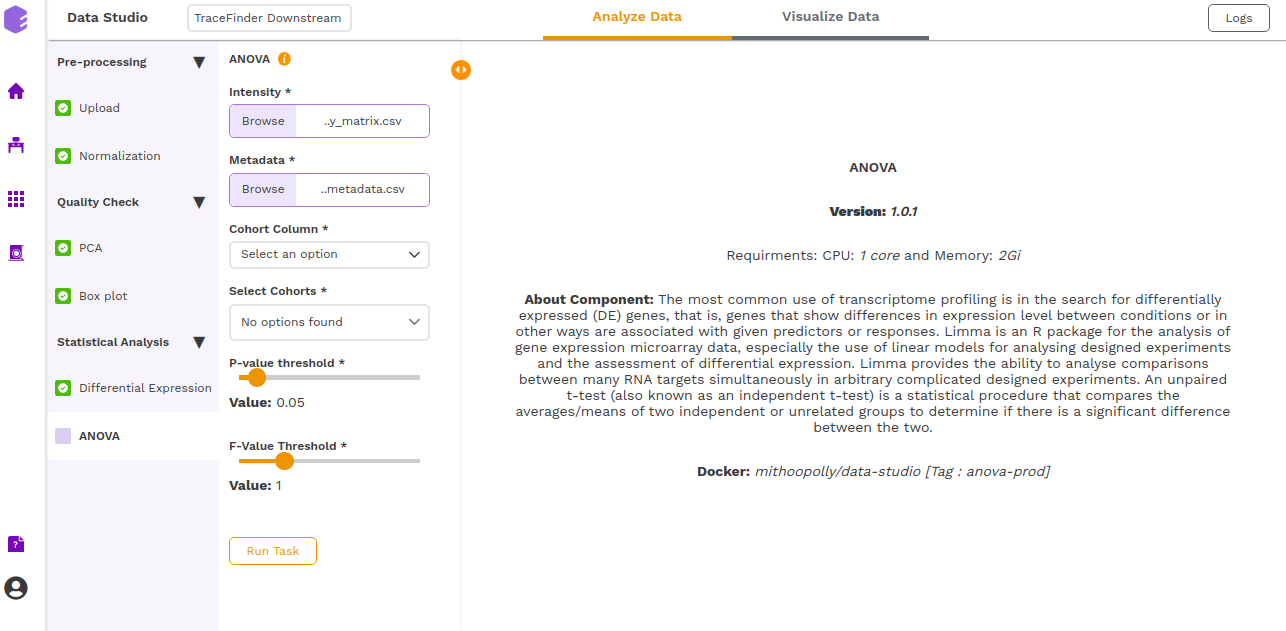 Data Studio
TraceFinder Downstream
Analyze Data
Visualize Data
Logs
Pre-processing
Upload
Normalization
Quality Check
PCA
Box plot
Statistical Analysis
Differential Expression
ANOVA
ANOVA
Intensity *
Browse ..y_matrix.csv
Metadata *
Browse ..metadata.csv
Cohort Column *
Select an option
Select Cohorts *
No options found
P-value threshold *
Value: 0.05
F-Value Threshold *
Value: 1
Run Task
ANOVA
Version: 1.0.1
Requirments: CPU: 1 core and Memory: 2Gi
About Component: The most common use of transcriptome profiling is in the search for differentially
expressed (DE) genes, that is, genes that show differences in expression level between conditions or in
other ways are associated with given predictors or responses. Limma is an R package for the analysis of
gene expression microarray data, especially the use of linear models for analysing designed experiments
and the assessment of differential expression. Limma provides the ability to analyse comparisons
between many RNA targets simultaneously in arbitrary complicated designed experiments. An unpaired
t-test (also known as an independent t-test) is a statistical procedure that compares the
averages/means of two independent or unrelated groups to determine if there is a significant difference
between the two.
Docker: mithoopolly/data-studio [Tag : anova-prod]